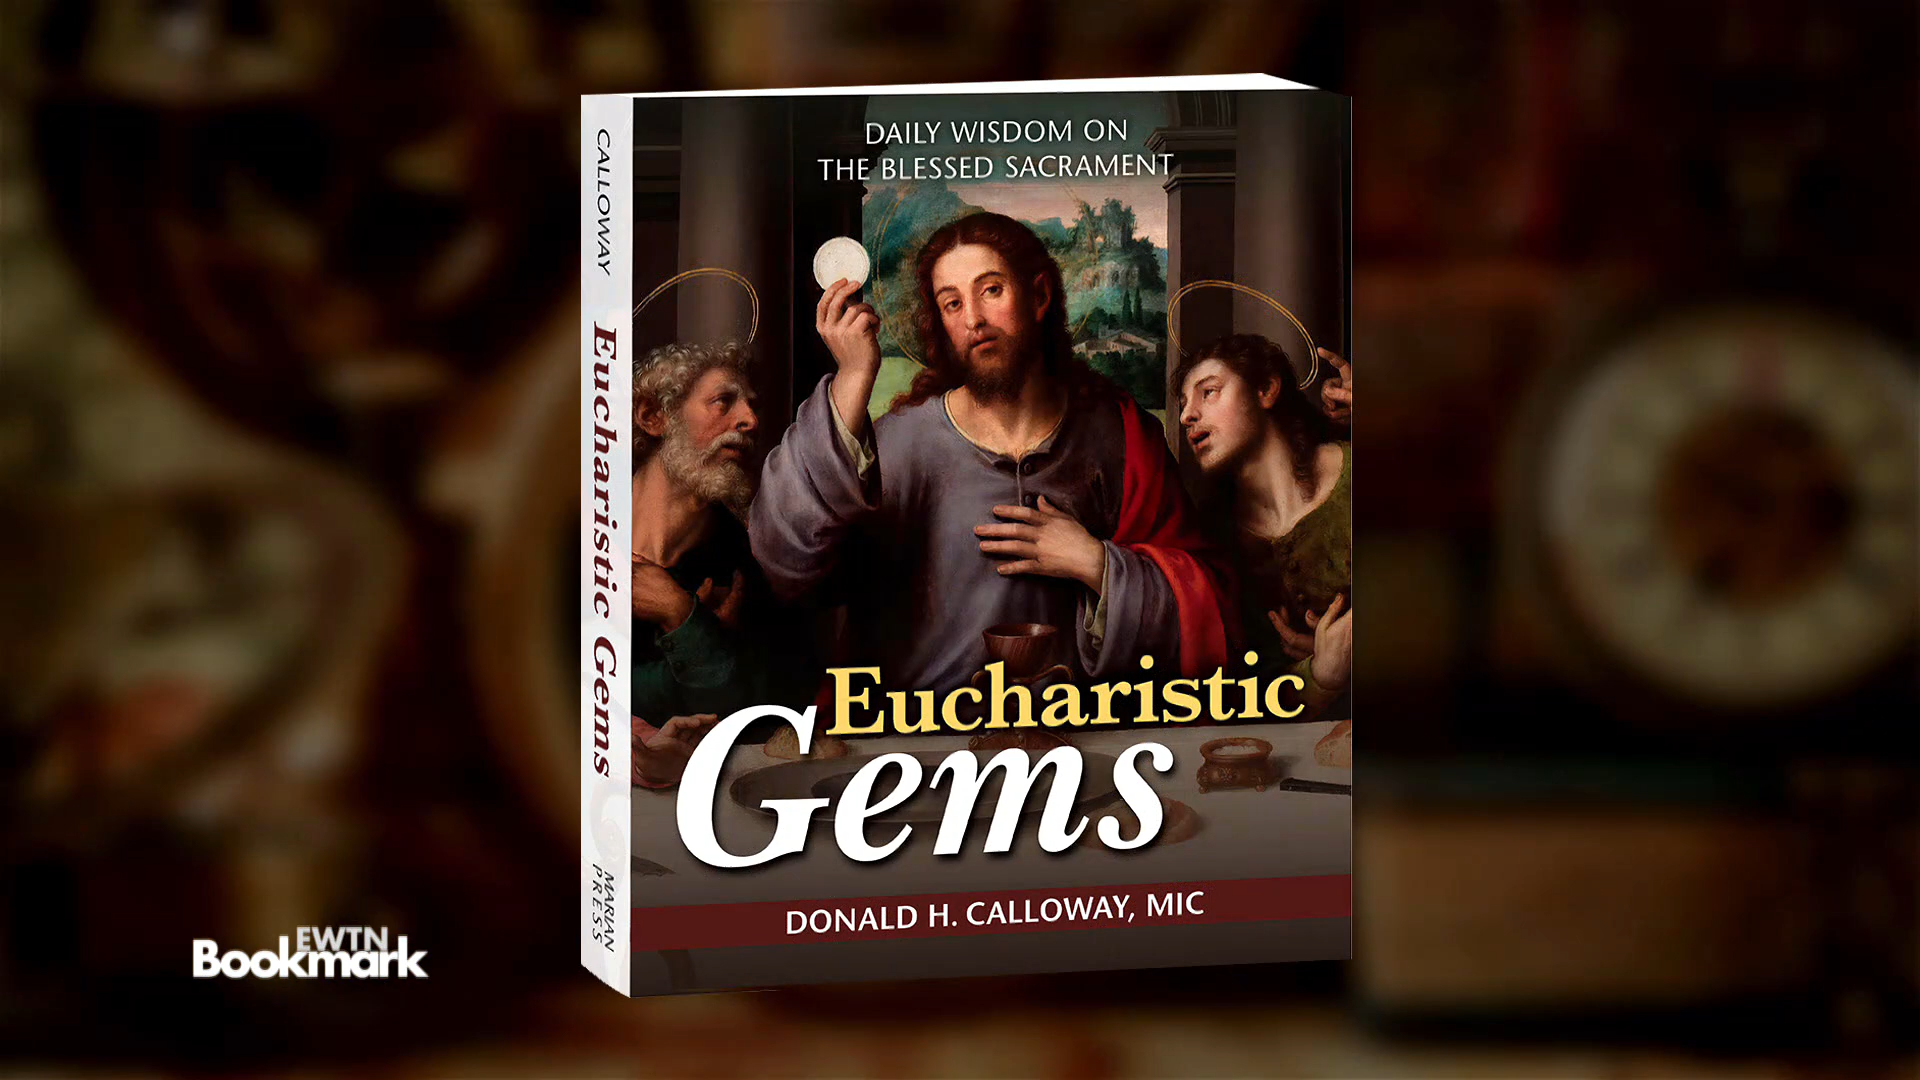 DAILY WISDOM ON
THE BLESSED SACRAMENT
Eucharistic
Gems
DONALD H. CALLOWAY, MIC
CALLOWAY
Eucharistic Gems
MARIAN
PRESS
EWTN
Bookmark